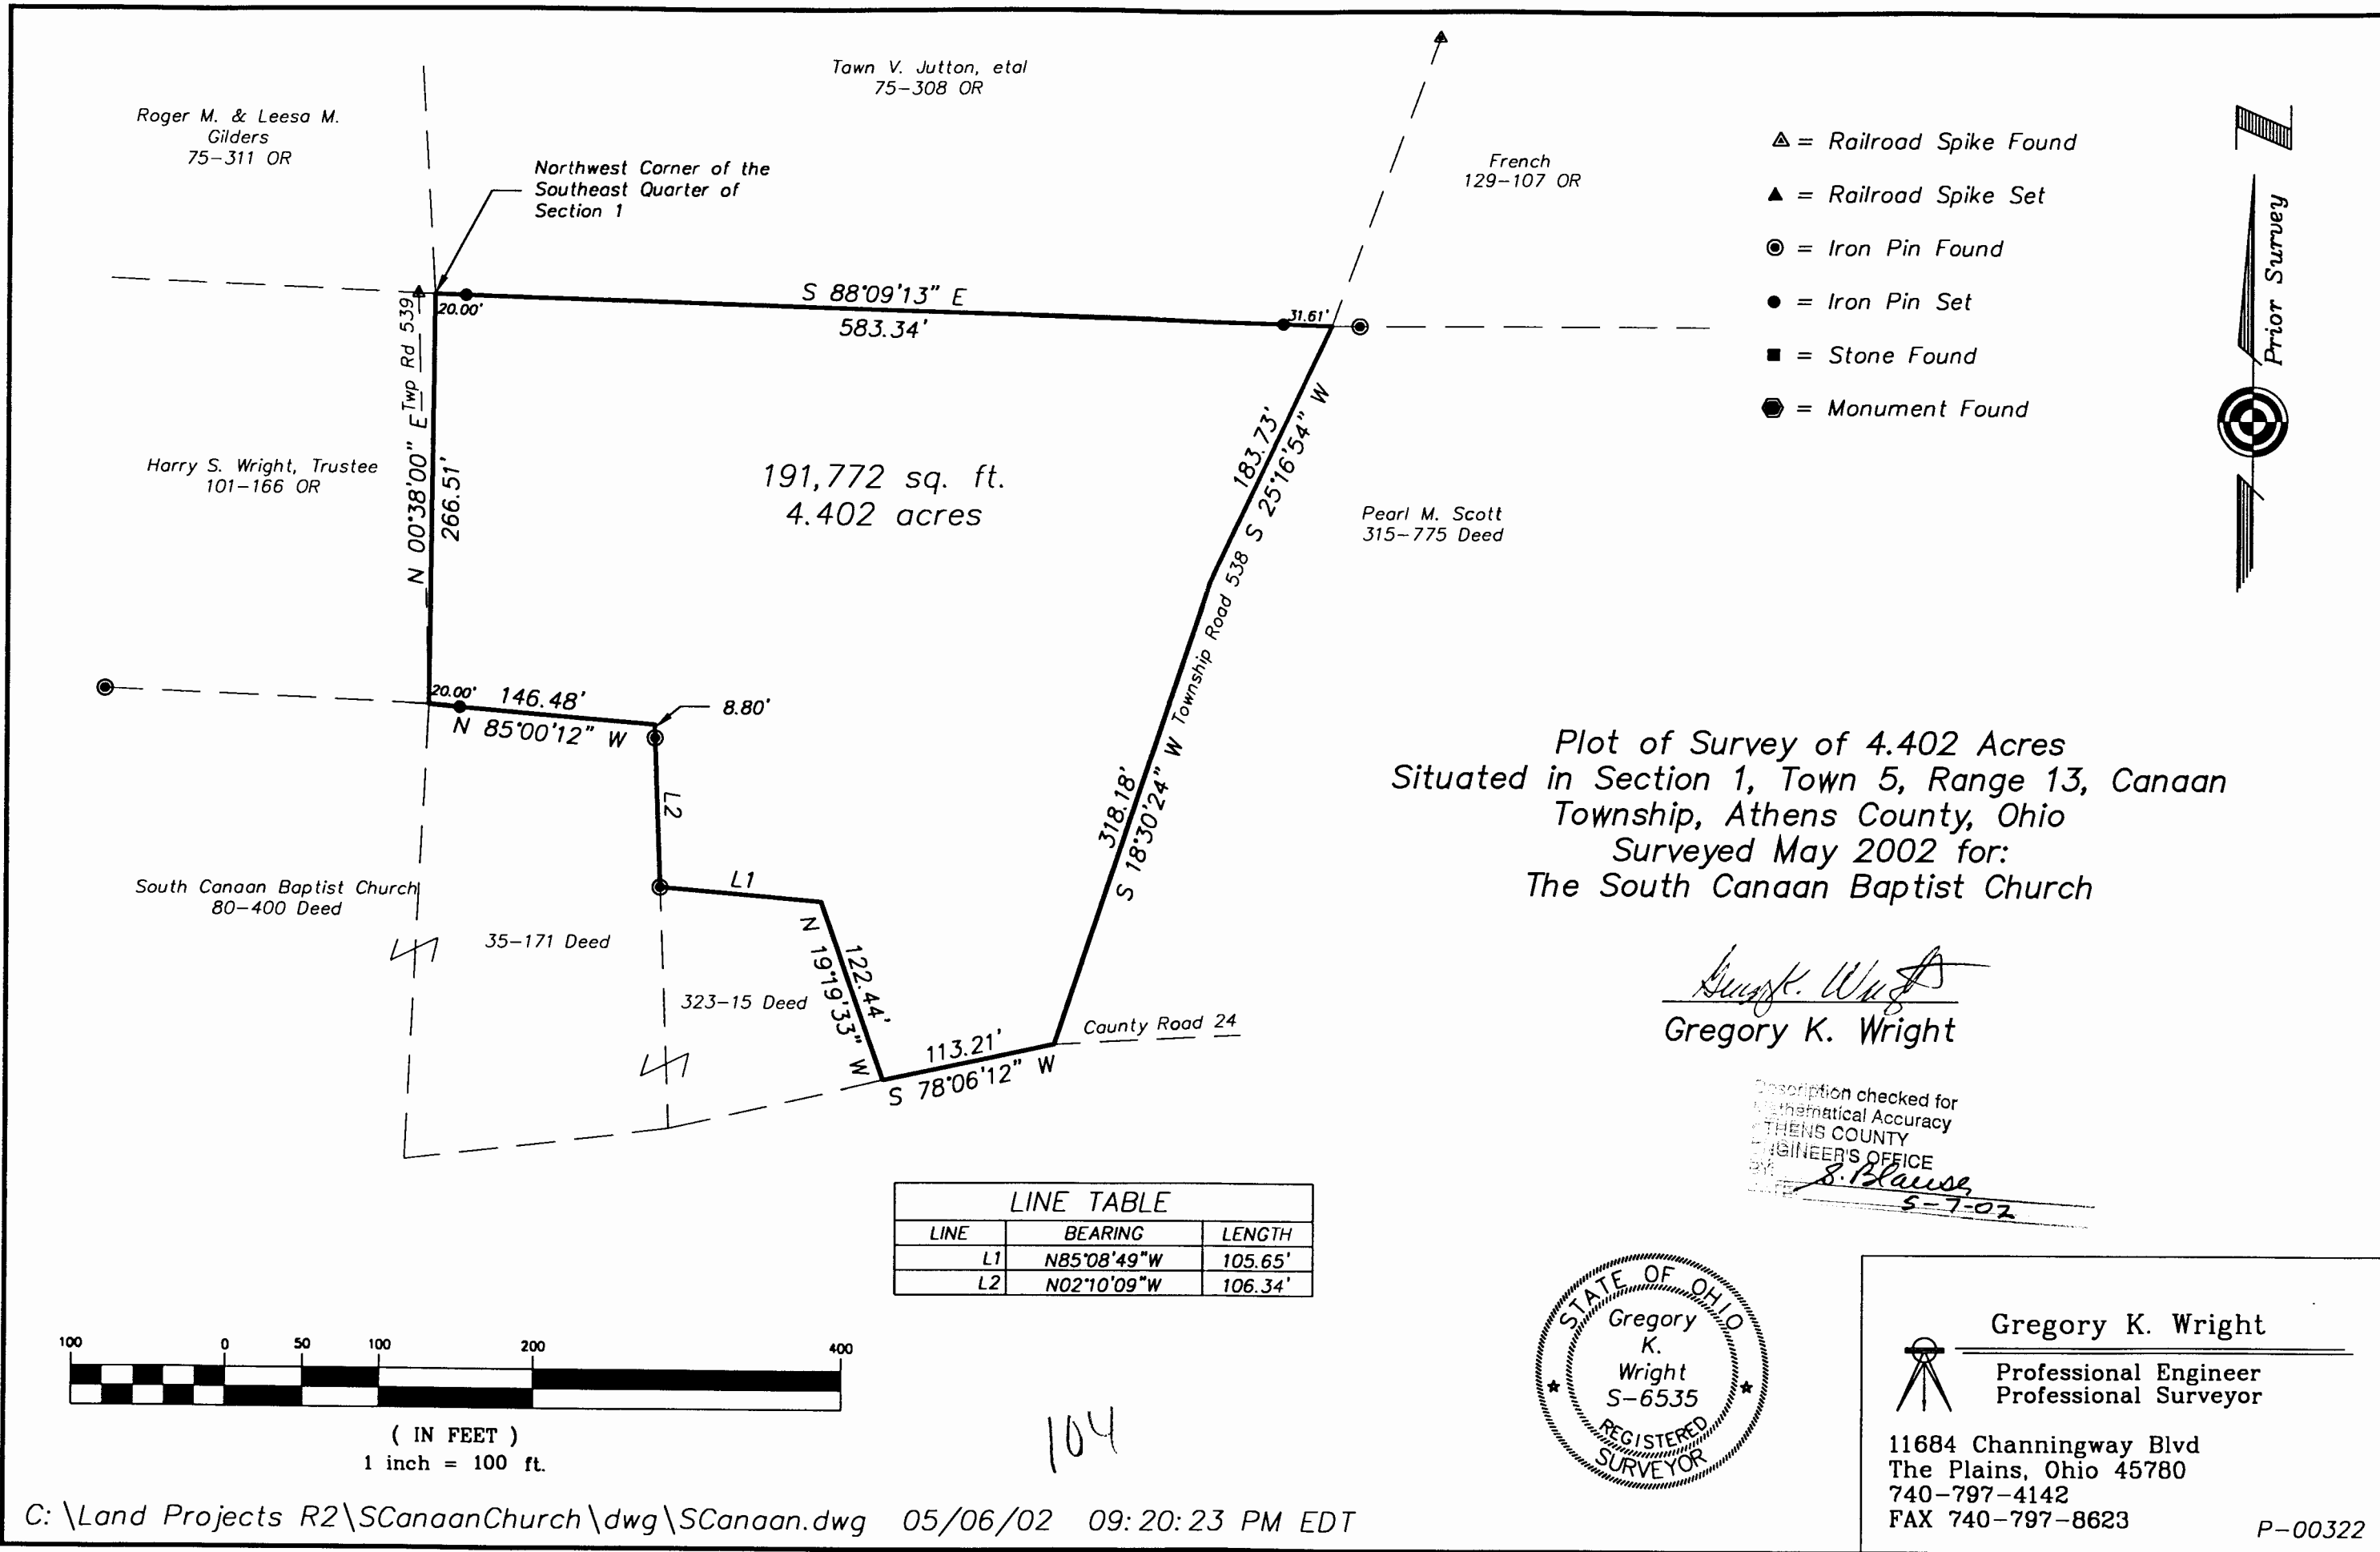 Tawn V. Jutton, etal
75-308 OR
Roger M. & Leesa M.
Gilders
75-311 OR
Northwest Corner of the
Southeast Quarter of
Section 1
French
129-107 OR
= Railroad Spike Found
= Railroad Spike Set
= Iron Pin Found
= Iron Pin Set
= Stone Found
= Monument Found
Prior Survey
S 88°09'13" E
583.34'
20.00'
31.61'
Twp Rd 539
N 00°38'00" E
266.51'
Harry S. Wright, Trustee
101-166 OR
191,772 sq. ft.
4.402 acres
183.73'
S 25°16'54" W
Pearl M. Scott
315-775 Deed
Township Road 538
318.18'
S 18°30'24" W
20.00'
146.48'
N 85°00'12" W
8.80'
L2
L1
South Canaan Baptist Church
80-400 Deed
35-171 Deed
323-15 Deed
122.44'
N 19°19'33" W
113.21'
S 78°06'12" W
County Road 24
Plot of Survey of 4.402 Acres
Situated in Section 1, Town 5, Range 13, Canaan
Township, Athens County, Ohio
Surveyed May 2002 for:
The South Canaan Baptist Church
Gregory K. Wright
Description checked for
Mathematical Accuracy
ATHENS COUNTY
ENGINEER'S OFFICE
BY: S. Blauser
5-7-02
LINE TABLE
LINE BEARING LENGTH
L1 N85°08'49"W 105.65'
L2 N02°10'09"W 106.34'
100 0 50 100 200 400
( IN FEET )
1 inch = 100 ft.
104
STATE OF OHIO
Gregory
K.
Wright
S-6535
REGISTERED
SURVEYOR
Gregory K. Wright
Professional Engineer
Professional Surveyor
11684 Channingway Blvd
The Plains, Ohio 45780
740-797-4142
FAX 740-797-8623
P-00322
C:\Land Projects R2\SCanaanChurch\dwg\SCanaan.dwg 05/06/02 09:20:23 PM EDT